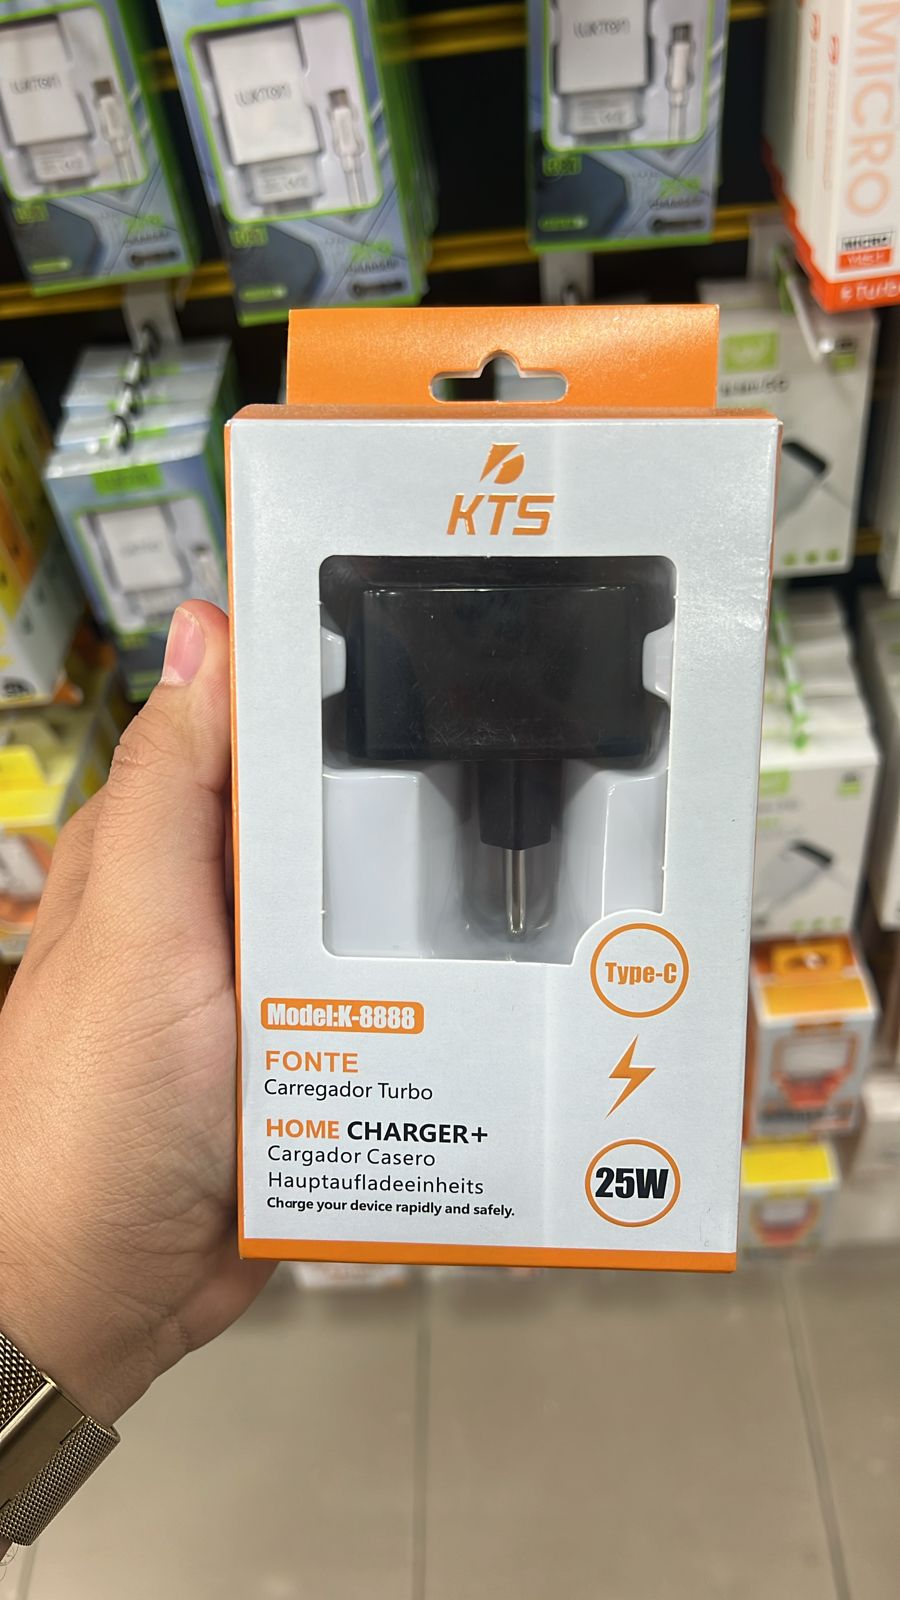 MICRO
KTS
Type-C
Model:K-8888
FONTE
Carregador Turbo
HOME CHARGER+
Cargador Casero
Hauptaufladeeinheits
Charge your device rapidly and safely.
25W